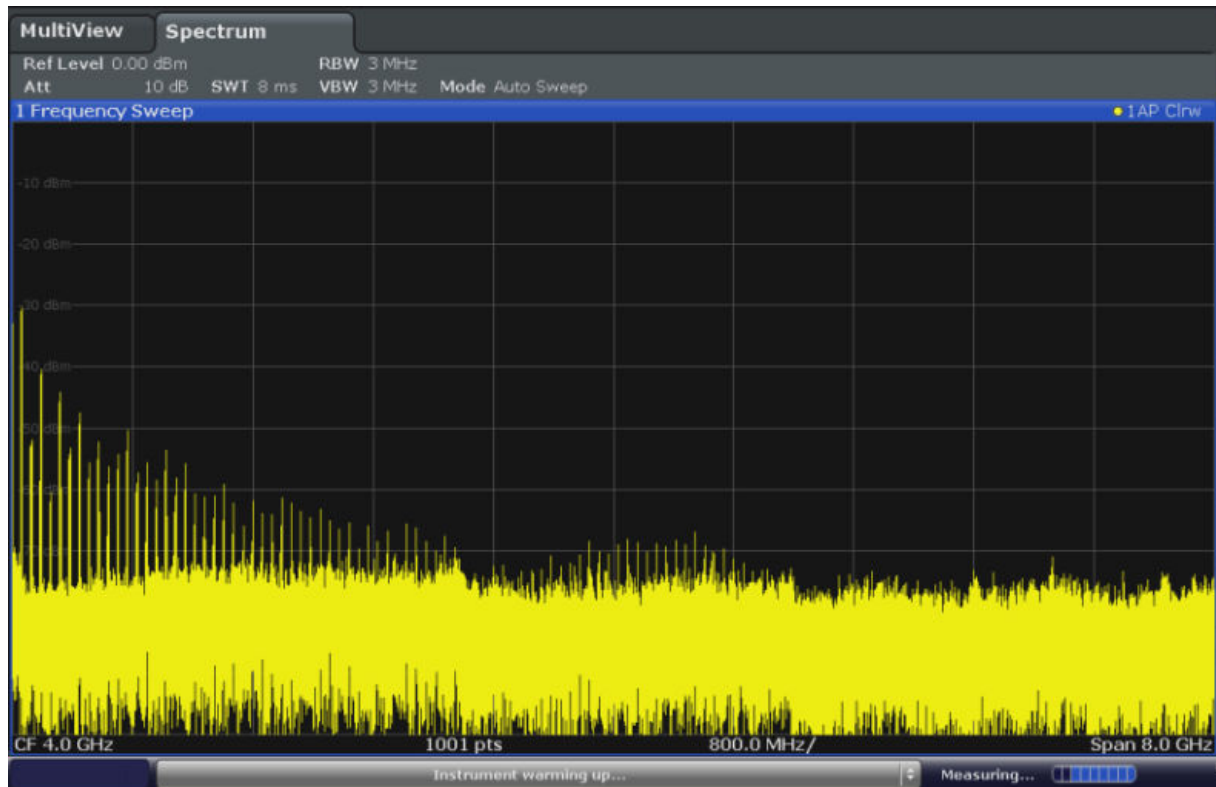 MultiView Spectrum
Ref Level 0.00 dBm RBW 3 MHz
Att 10 dB SWT 8 ms VBW 3 MHz Mode Auto Sweep
1 Frequency Sweep 1AP Clrw
-10 dBm
-20 dBm
-30 dBm
-40 dBm
CF 4.0 GHz 1001 pts 800.0 MHz/ Span 8.0 GHz
Instrument warming up... Measuring...